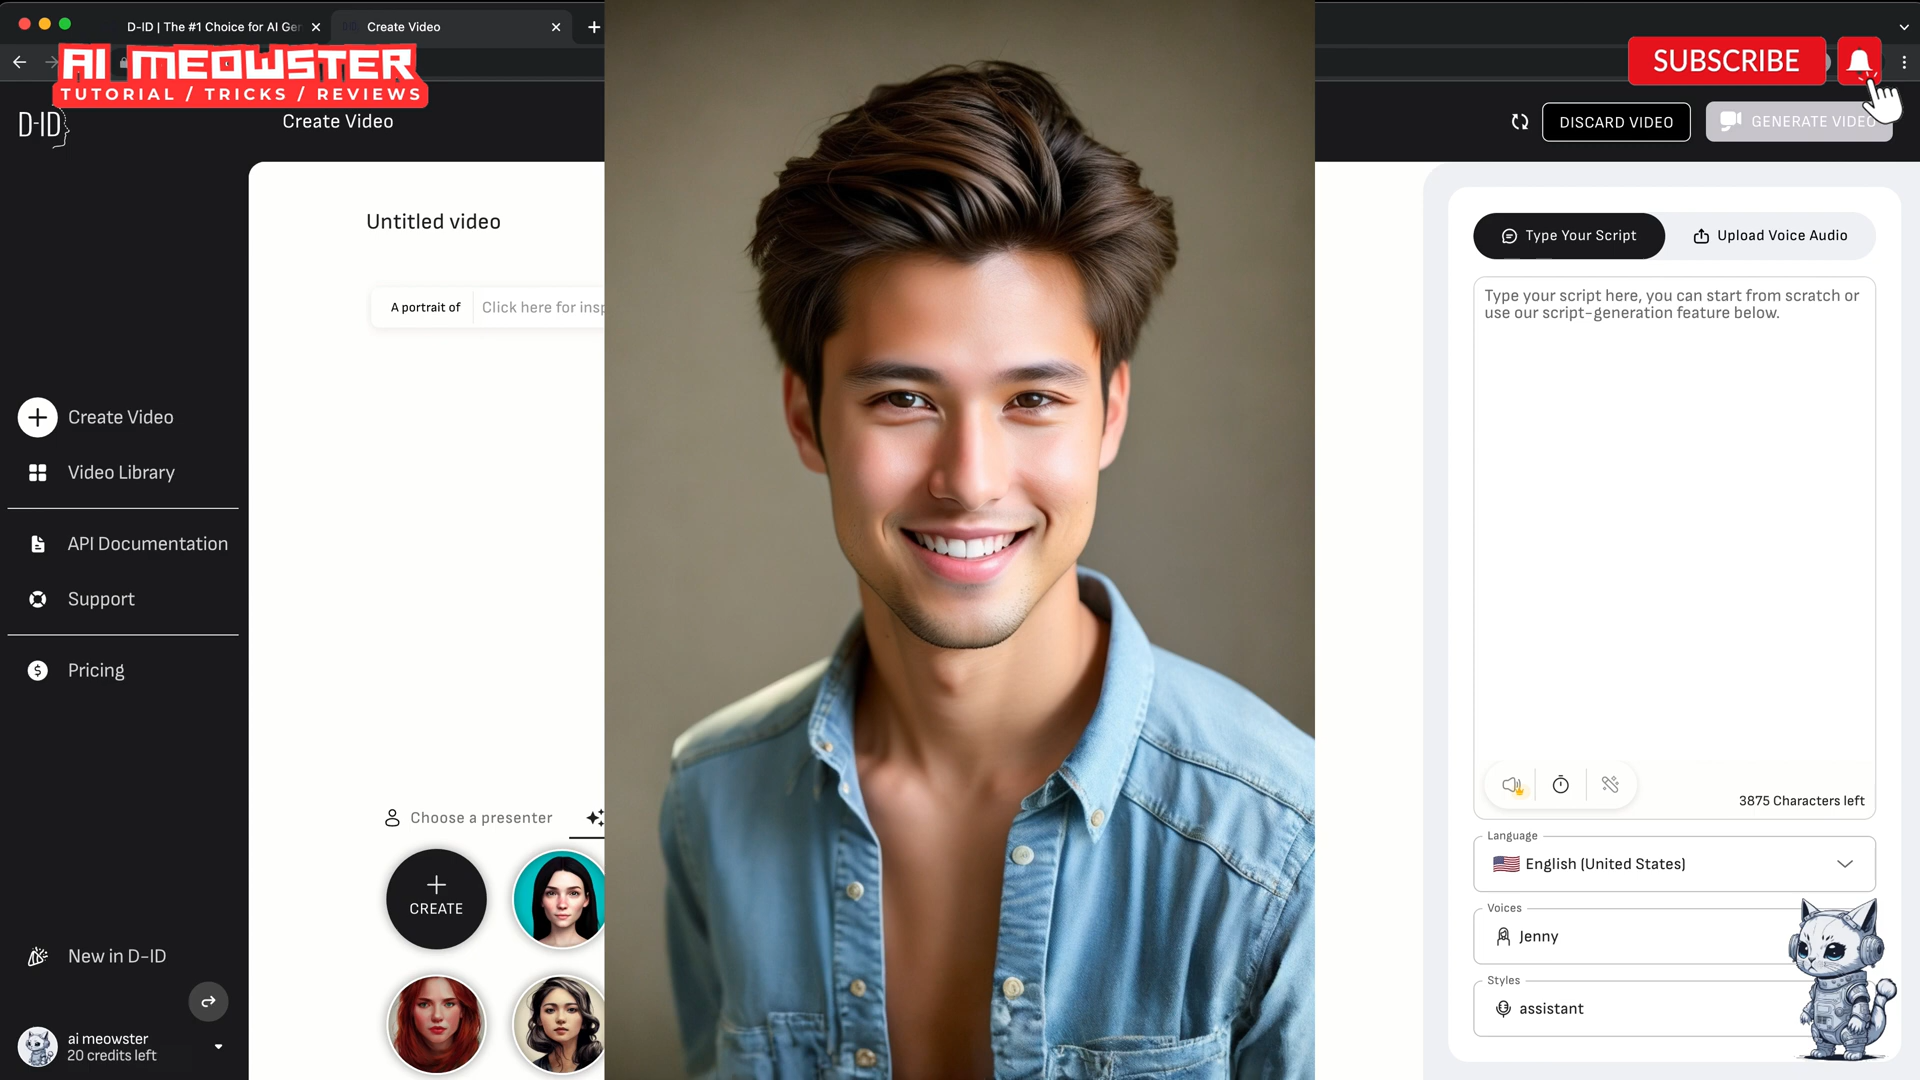 D-ID | The #1 Choice for AI Ge
Create Video
AI MEOWSTER
TUTORIAL / TRICKS / REVIEWS
SUBSCRIBE
D-ID
Create Video
DISCARD VIDEO
GENERATE VIDEO
Untitled video
Type Your Script
Upload Voice Audio
A portrait of
Click here for insp
Type your script here, you can start from scratch or
use our script-generation feature below.
Create Video
Video Library
API Documentation
Support
Pricing
3875 Characters left
Choose a presenter
Language
English (United States)
CREATE
Voices
Jenny
New in D-ID
Styles
assistant
ai meowster
20 credits left